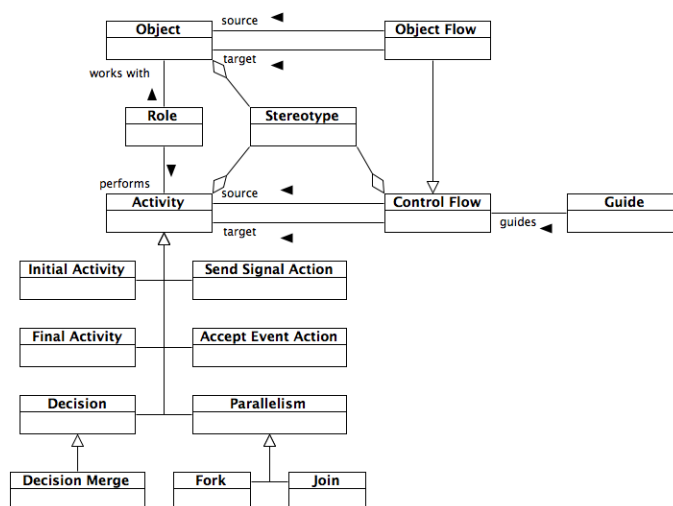 source
Object
Object Flow
target
works with
Role
Stereotype
performs
source
Activity
Control Flow
Guide
target
guides
Initial Activity
Send Signal Action
Final Activity
Accept Event Action
Decision
Parallelism
Decision Merge
Fork
Join